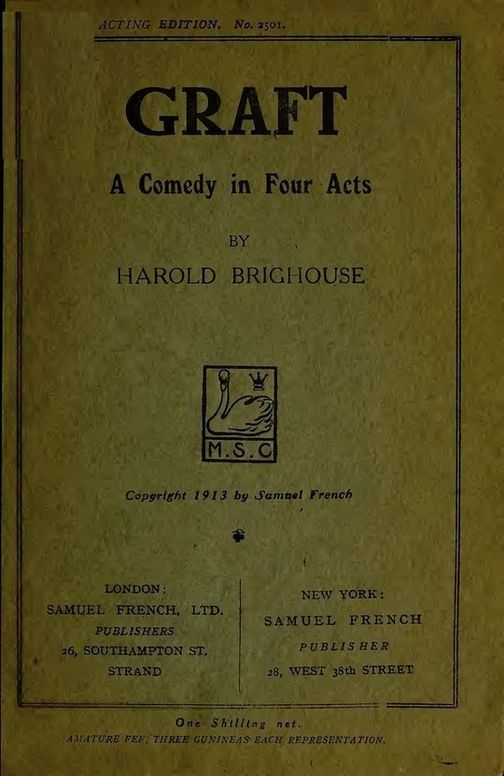 ACTING EDITION. No. 2501.
GRAFT
A Comedy in Four Acts
BY
HAROLD BRIGHOUSE
M.S.C
Copyright 1913 by Samuel French
LONDON:
SAMUEL FRENCH, LTD.
PUBLISHERS
26, SOUTHAMPTON ST.
STRAND
NEW YORK:
SAMUEL FRENCH
PUBLISHER
28, WEST 38th STREET
One Shilling net.
AMATURE FEE, THREE GUNINEAS EACH REPRESENTATION.